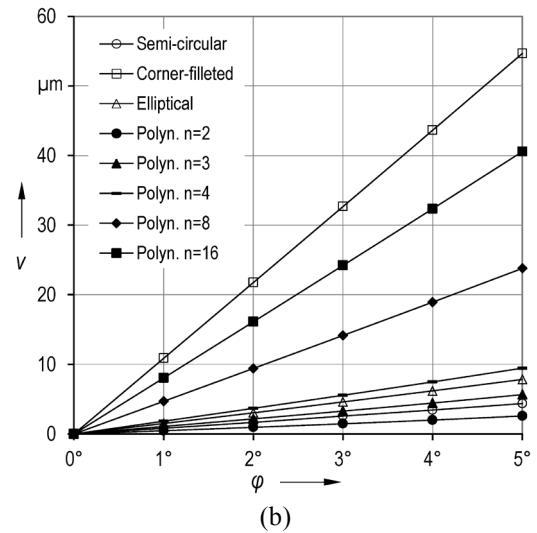 60
µm
40
30
20
10
0
v
Semi-circular
Corner-filleted
Elliptical
Polyn. n=2
Polyn. n=3
Polyn. n=4
Polyn. n=8
Polyn. n=16
0° 1° 2° 3° 4° 5°
φ
(b)